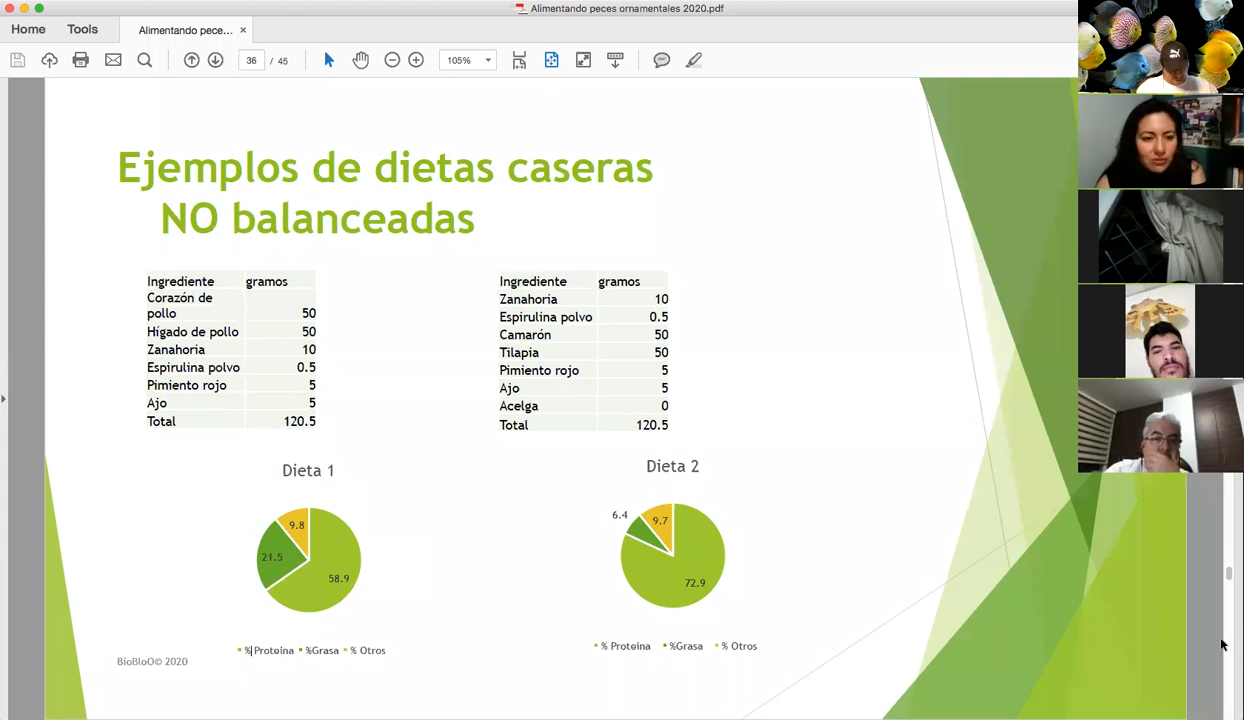 Alimentando peces ornamentales 2020.pdf
Home
Tools
Alimentando pece...
36 / 45
105%
Ejemplos de dietas caseras
NO balanceadas
Ingrediente gramos
Corazón de
pollo 50
Hígado de pollo 50
Zanahoria 10
Espirulina polvo 0.5
Pimiento rojo 5
Ajo 5
Total 120.5
Ingrediente gramos
Zanahoria 10
Espirulina polvo 0.5
Camarón 50
Tilapia 50
Pimiento rojo 5
Ajo 5
Acelga 0
Total 120.5
Dieta 1
9.8
21.5
58.9
% Proteina %Grasa % Otros
Dieta 2
6.4
9.7
72.9
% Proteina %Grasa % Otros
BioBlo© 2020